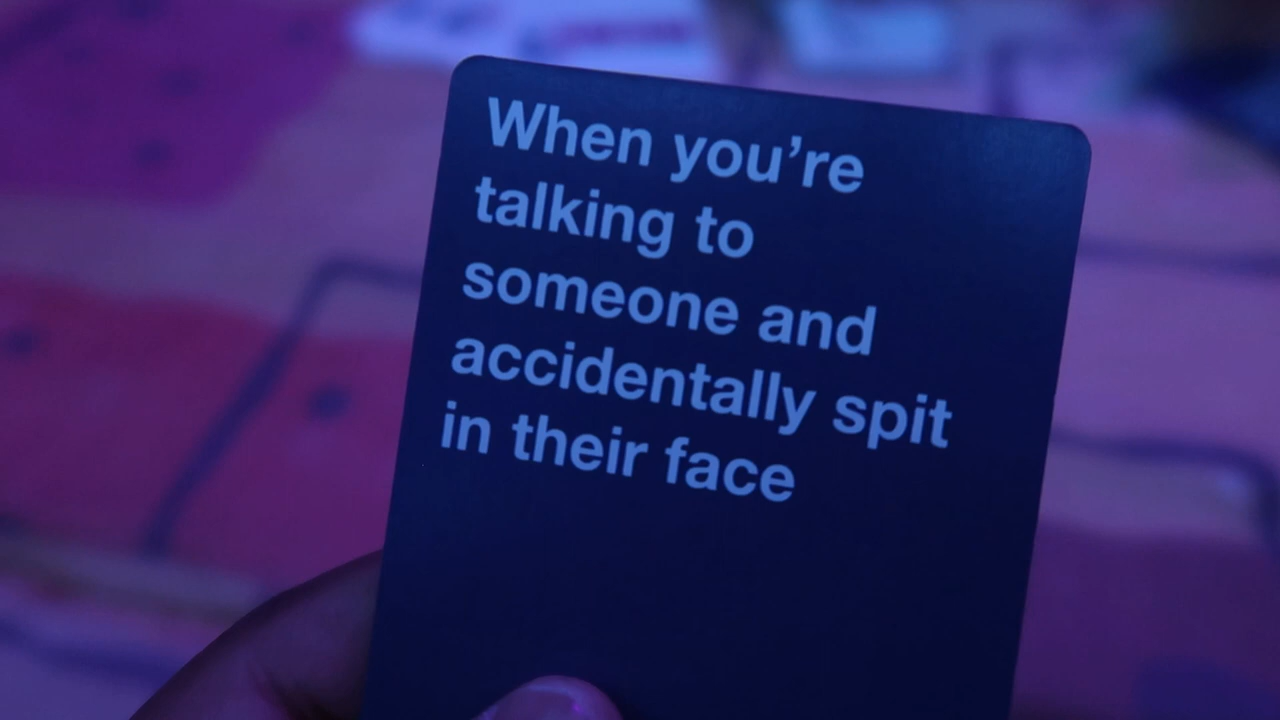 When you’re
talking to
someone and
accidentally spit
in their face